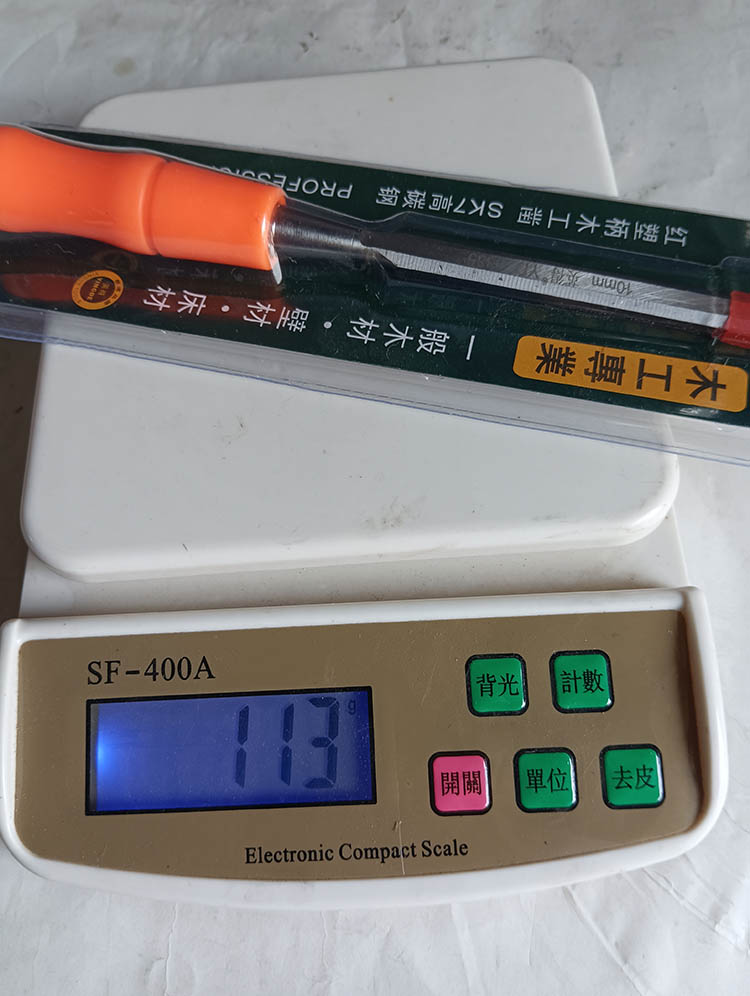 红塑柄木工凿 SK7高碳钢 PROFESS
10mm
一般木材·壁材·床材
木工專業
SF-400A
113 g
背光
計數
開關
單位
去皮
Electronic Compact Scale